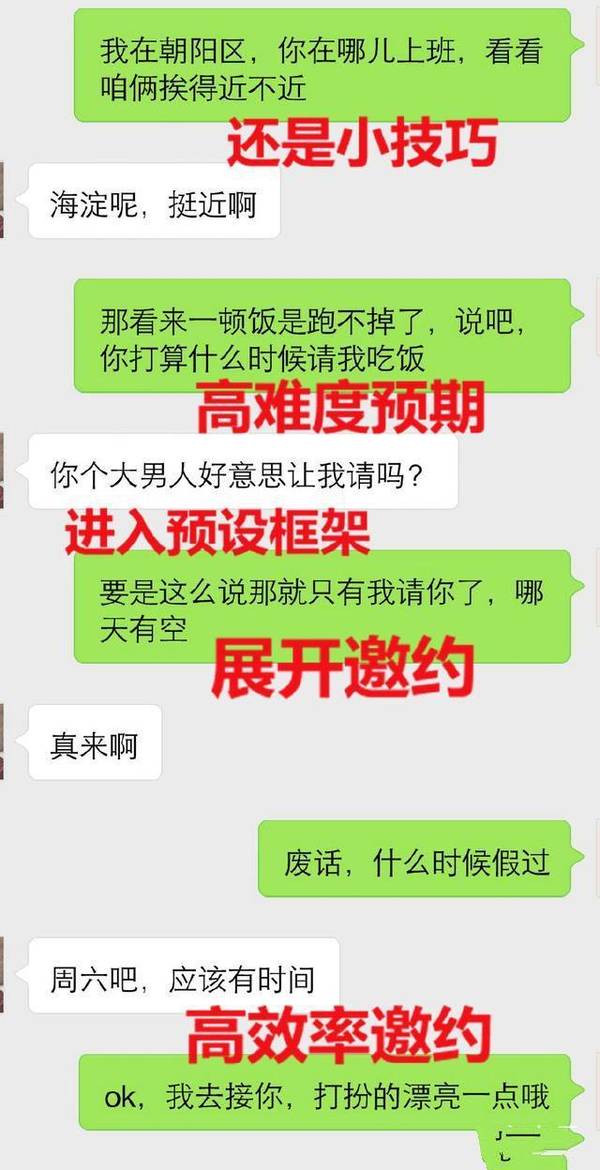 我在朝阳区，你在哪儿上班，看看
咱俩挨得近不近
还是小技巧
海淀呢，挺近啊
那看来一顿饭是跑不掉了，说吧，
你打算什么时候请我吃饭
高难度预期
你个大男人好意思让我请吗？
进入预设框架
要是这么说那就只有我请你了，哪
天有空
展开邀约
真来啊
废话，什么时候假过
周六吧，应该有时间
高效率邀约
ok，我去接你，打扮的漂亮一点哦